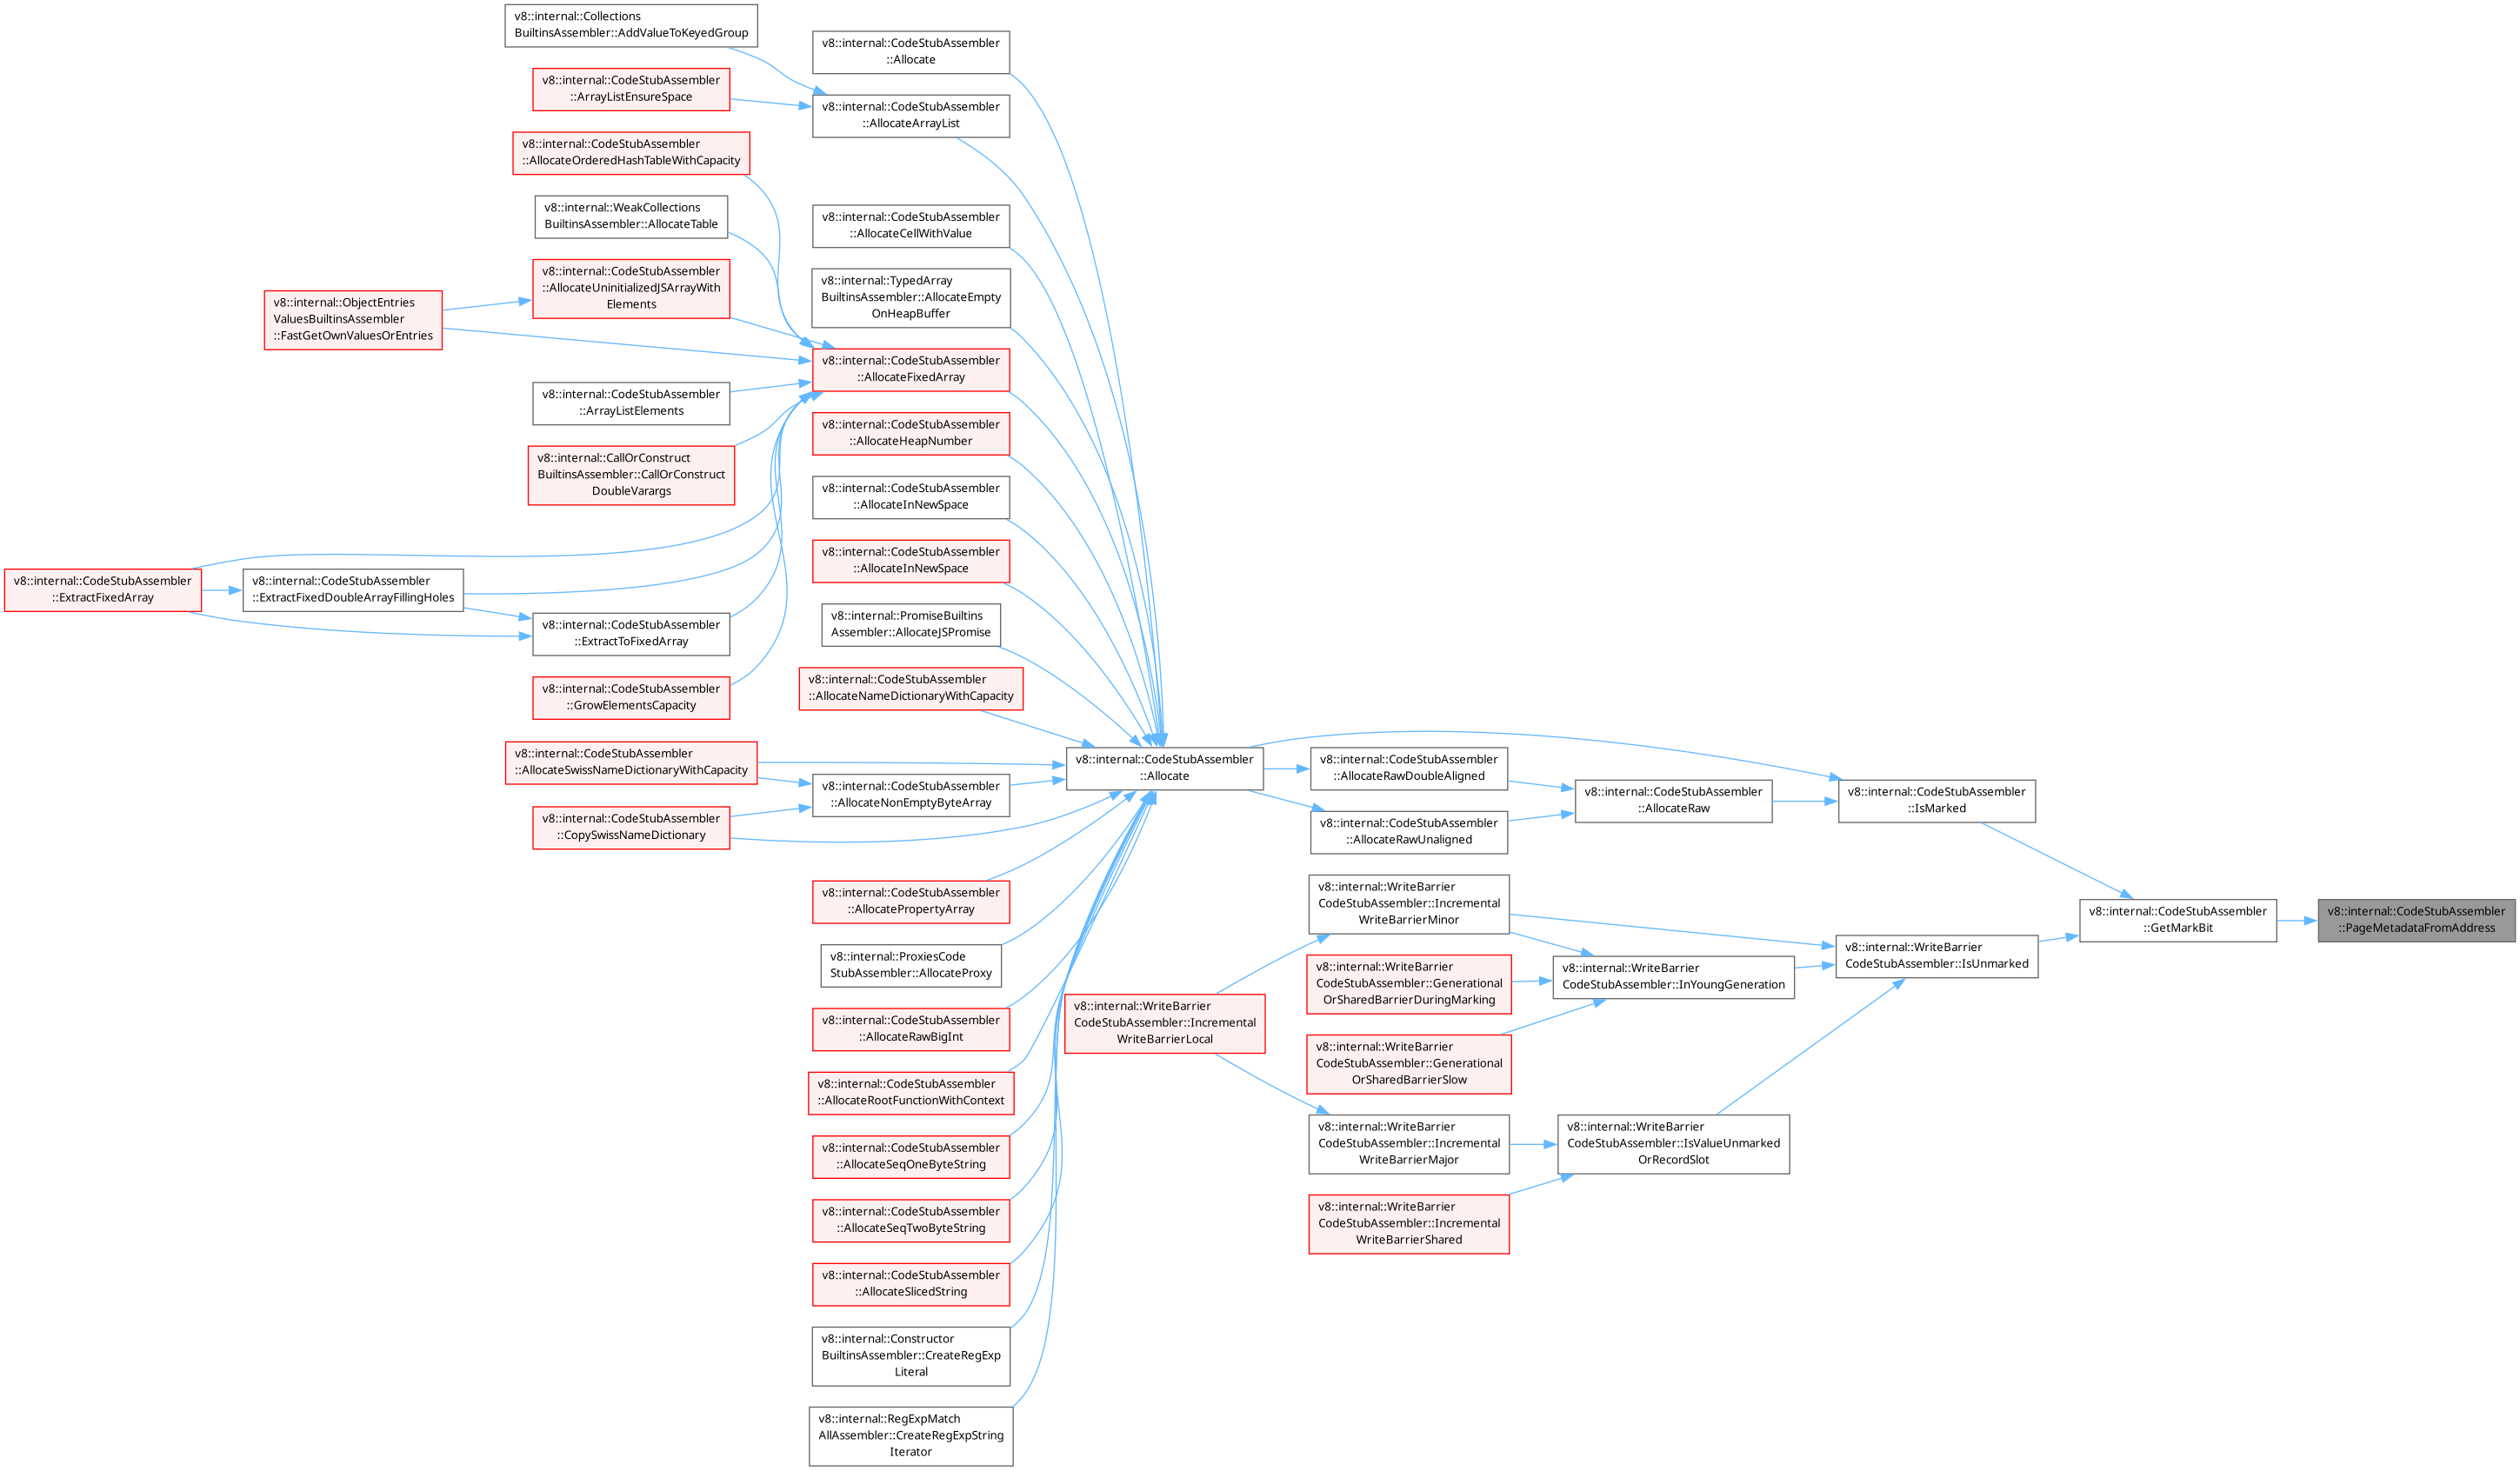 v8::internal::Collections
BuiltinsAssembler::AddValueToKeyedGroup
v8::internal::CodeStubAssembler
::ArrayListEnsureSpace
v8::internal::CodeStubAssembler
::AllocateOrderedHashTableWithCapacity
v8::internal::WeakCollections
BuiltinsAssembler::AllocateTable
v8::internal::CodeStubAssembler
::AllocateUninitializedJSArrayWith
Elements
v8::internal::ObjectEntries
ValuesBuiltinsAssembler
::FastGetOwnValuesOrEntries
v8::internal::CodeStubAssembler
::ArrayListElements
v8::internal::CallOrConstruct
BuiltinsAssembler::CallOrConstruct
DoubleVarargs
v8::internal::CodeStubAssembler
::ExtractFixedArray
v8::internal::CodeStubAssembler
::ExtractFixedDoubleArrayFillingHoles
v8::internal::CodeStubAssembler
::ExtractToFixedArray
v8::internal::CodeStubAssembler
::GrowElementsCapacity
v8::internal::CodeStubAssembler
::AllocateSwissNameDictionaryWithCapacity
v8::internal::CodeStubAssembler
::CopySwissNameDictionary
v8::internal::CodeStubAssembler
::Allocate
v8::internal::CodeStubAssembler
::AllocateArrayList
v8::internal::CodeStubAssembler
::AllocateCellWithValue
v8::internal::TypedArray
BuiltinsAssembler::AllocateEmpty
OnHeapBuffer
v8::internal::CodeStubAssembler
::AllocateFixedArray
v8::internal::CodeStubAssembler
::AllocateHeapNumber
v8::internal::CodeStubAssembler
::AllocateInNewSpace
v8::internal::CodeStubAssembler
::AllocateInNewSpace
v8::internal::PromiseBuiltins
Assembler::AllocateJSPromise
v8::internal::CodeStubAssembler
::AllocateNameDictionaryWithCapacity
v8::internal::CodeStubAssembler
::AllocateNonEmptyByteArray
v8::internal::CodeStubAssembler
::AllocatePropertyArray
v8::internal::ProxiesCode
StubAssembler::AllocateProxy
v8::internal::CodeStubAssembler
::AllocateRawBigInt
v8::internal::CodeStubAssembler
::AllocateRootFunctionWithContext
v8::internal::CodeStubAssembler
::AllocateSeqOneByteString
v8::internal::CodeStubAssembler
::AllocateSeqTwoByteString
v8::internal::CodeStubAssembler
::AllocateSlicedString
v8::internal::Constructor
BuiltinsAssembler::CreateRegExp
Literal
v8::internal::RegExpMatch
AllAssembler::CreateRegExpString
Iterator
v8::internal::CodeStubAssembler
::Allocate
v8::internal::WriteBarrier
CodeStubAssembler::Incremental
WriteBarrierLocal
v8::internal::CodeStubAssembler
::AllocateRawDoubleAligned
v8::internal::CodeStubAssembler
::AllocateRawUnaligned
v8::internal::WriteBarrier
CodeStubAssembler::Incremental
WriteBarrierMinor
v8::internal::WriteBarrier
CodeStubAssembler::Generational
OrSharedBarrierDuringMarking
v8::internal::WriteBarrier
CodeStubAssembler::Generational
OrSharedBarrierSlow
v8::internal::WriteBarrier
CodeStubAssembler::Incremental
WriteBarrierMajor
v8::internal::WriteBarrier
CodeStubAssembler::Incremental
WriteBarrierShared
v8::internal::CodeStubAssembler
::AllocateRaw
v8::internal::WriteBarrier
CodeStubAssembler::InYoungGeneration
v8::internal::WriteBarrier
CodeStubAssembler::IsValueUnmarked
OrRecordSlot
v8::internal::CodeStubAssembler
::IsMarked
v8::internal::WriteBarrier
CodeStubAssembler::IsUnmarked
v8::internal::CodeStubAssembler
::GetMarkBit
v8::internal::CodeStubAssembler
::PageMetadataFromAddress